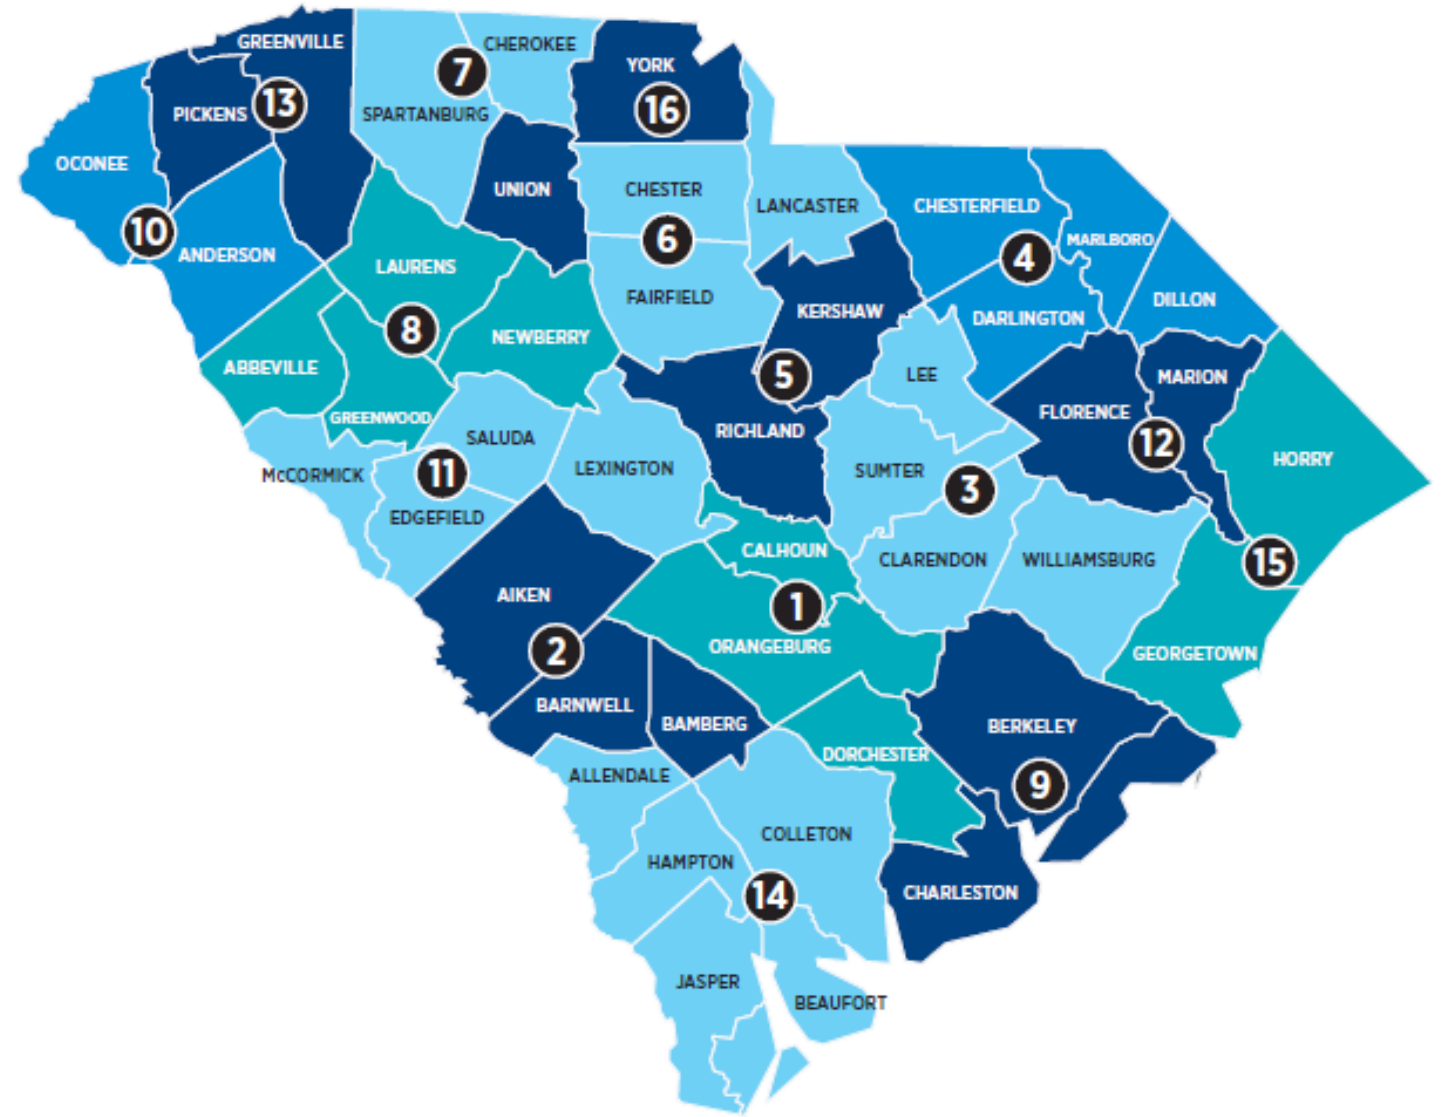 GREENVILLE
CHEROKEE
YORK
7
13
16
PICKENS
SPARTANBURG
OCONEE
UNION
CHESTER
LANCASTER
CHESTERFIELD
10
6
MARLBORO
ANDERSON
4
LAURENS
FAIRFIELD
DILLON
KERSHAW
DARLINGTON
8
NEWBERRY
ABBEVILLE
5
LEE
MARION
GREENWOOD
FLORENCE
RICHLAND
SALUDA
12
HORRY
LEXINGTON
SUMTER
McCORMICK
11
3
EDGEFIELD
CALHOUN
CLARENDON
WILLIAMSBURG
15
AIKEN
1
ORANGEBURG
2
GEORGETOWN
BARNWELL
BAMBERG
BERKELEY
DORCHESTER
ALLENDALE
9
COLLETON
HAMPTON
14
CHARLESTON
JASPER
BEAUFORT